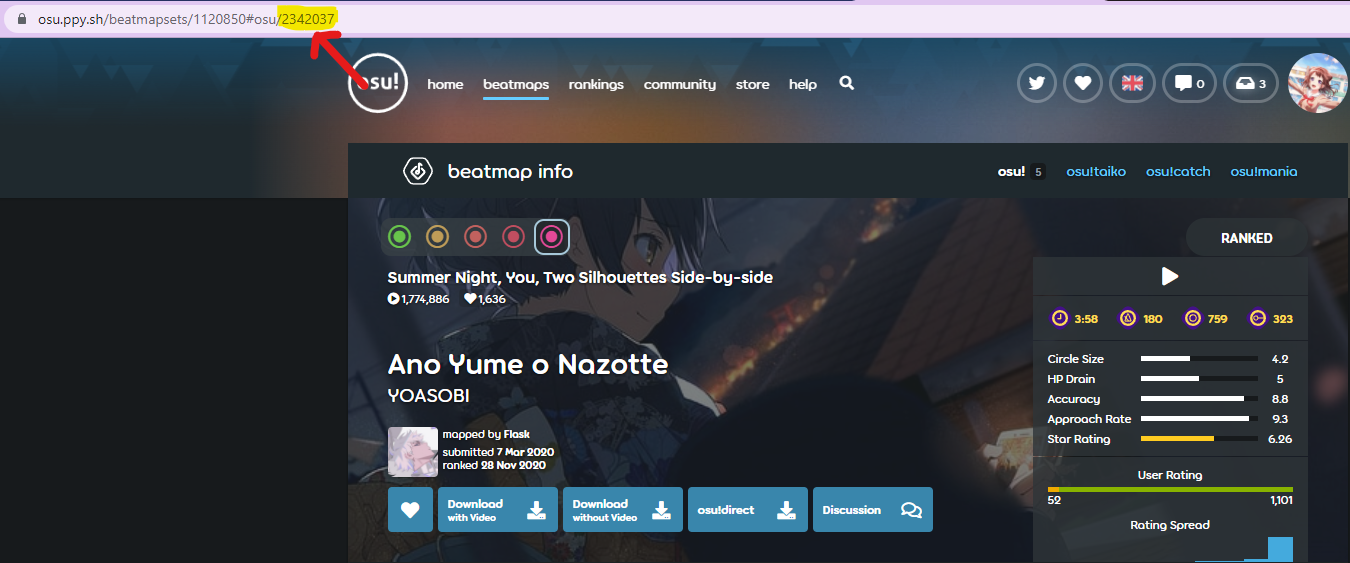 osu.ppy.sh/beatmapsets/1120850#osu/2342037
osu!
home beatmaps rankings community store help
0 3
beatmap info
osu! 5 osu!taiko osu!catch osu!mania
RANKED
Summer Night, You, Two Silhouettes Side-by-side
1,774,886 1,636
Ano Yume o Nazotte
YOASOBI
mapped by Flask
submitted 7 Mar 2020
ranked 28 Nov 2020
Download
with Video
Download
without Video
osu!direct
Discussion
3:58 180 759 323
Circle Size 4.2
HP Drain 5
Accuracy 8.8
Approach Rate 9.3
Star Rating 6.26
User Rating
52 1,101
Rating Spread